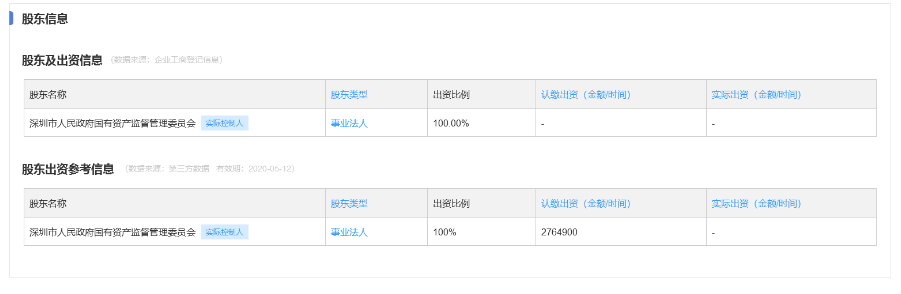 股东信息
股东及出资信息 （数据来源：企业工商登记信息）
股东名称 股东类型 出资比例 认缴出资（金额/时间） 实际出资（金额/时间）
深圳市人民政府国有资产监督管理委员会 实际控制人 事业法人 100.00% - -
股东出资参考信息 （数据来源：第三方数据 有效期：2020-05-12）
股东名称 股东类型 出资比例 认缴出资（金额/时间） 实际出资（金额/时间）
深圳市人民政府国有资产监督管理委员会 实际控制人 事业法人 100% 2764900 -